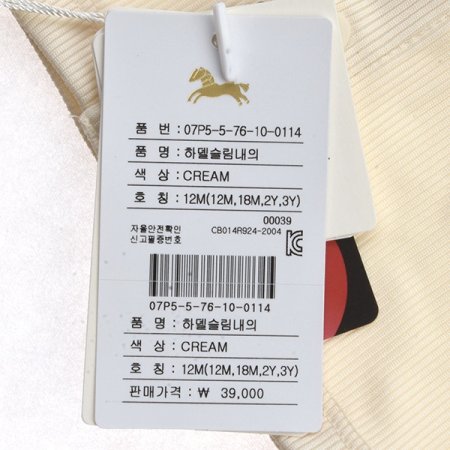 품 번 : 07P5-5-76-10-0114
품 명 : 하델슬림내의
색 상 : CREAM
호 칭 : 12M(12M,18M,2Y,3Y)
00039
자율안전확인
신고필증번호 CB014R924-2004
07P5-5-76-10-0114
품 명 : 하델슬림내의
색 상 : CREAM
호 칭 : 12M(12M,18M,2Y,3Y)
판매가격 : ₩ 39,000